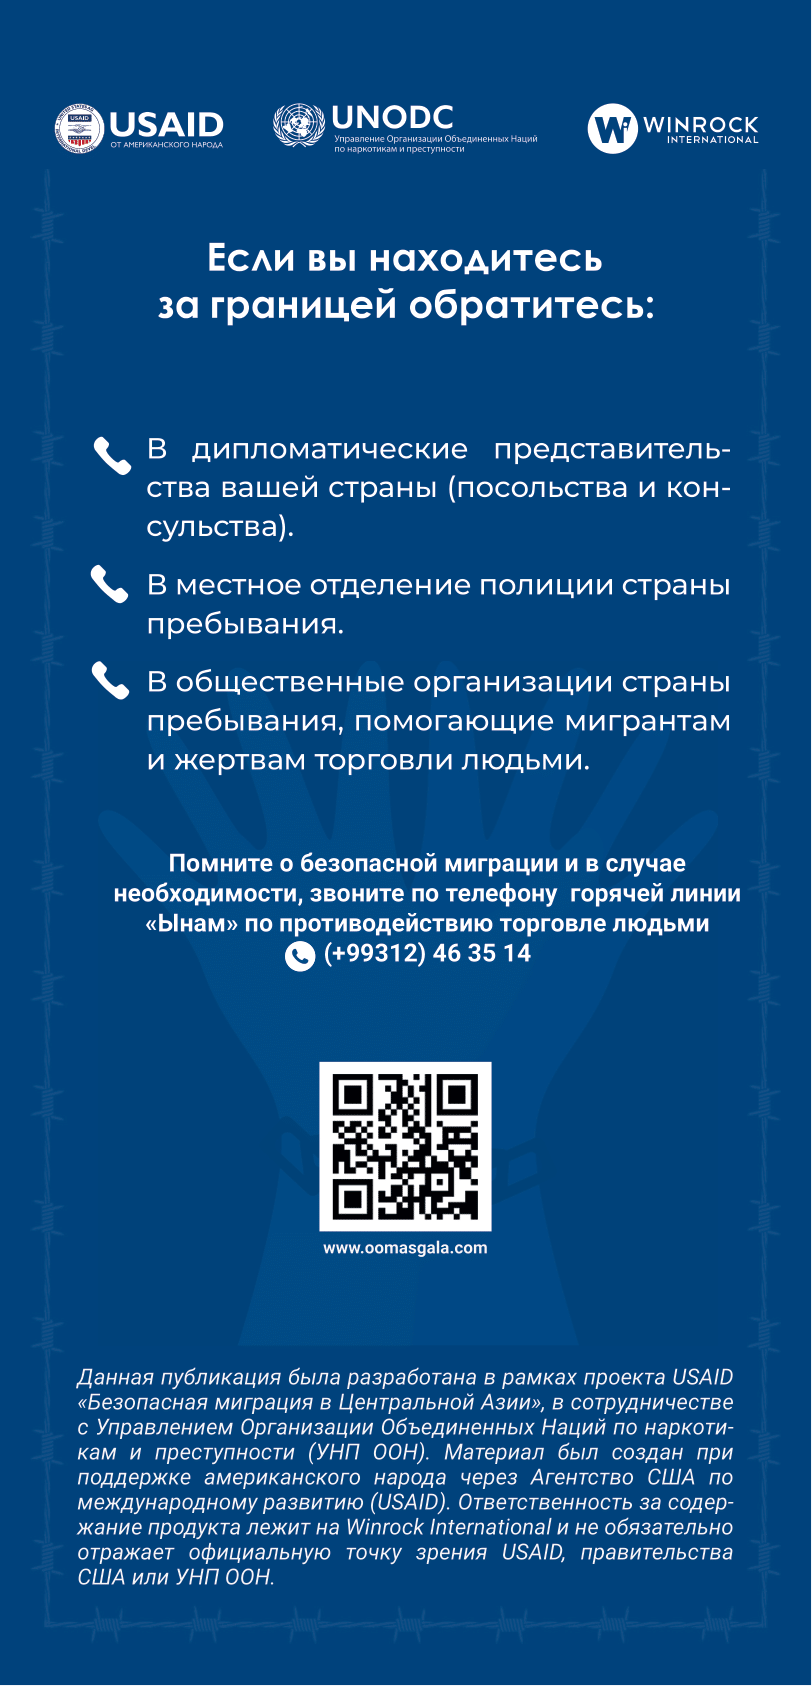 USAID
ОТ АМЕРИКАНСКОГО НАРОДА
UNODC
Управление Организации Объединенных Наций
по наркотикам и преступности
WINROCK
INTERNATIONAL
Если вы находитесь
за границей обратитесь:
В дипломатические представитель-
ства вашей страны (посольства и кон-
сульства).
В местное отделение полиции страны
пребывания.
В общественные организации страны
пребывания, помогающие мигрантам
и жертвам торговли людьми.
Помните о безопасной миграции и в случае
необходимости, звоните по телефону горячей линии
«Ынам» по противодействию торговле людьми
(+99312) 46 35 14
www.oomasgala.com
Данная публикация была разработана в рамках проекта USAID
«Безопасная миграция в Центральной Азии», в сотрудничестве
с Управлением Организации Объединенных Наций по наркоти-
кам и преступности (УНП ООН). Материал был создан при
поддержке американского народа через Агентство США по
международному развитию (USAID). Ответственность за содер-
жание продукта лежит на Winrock International и не обязательно
отражает официальную точку зрения USAID, правительства
США или УНП ООН.